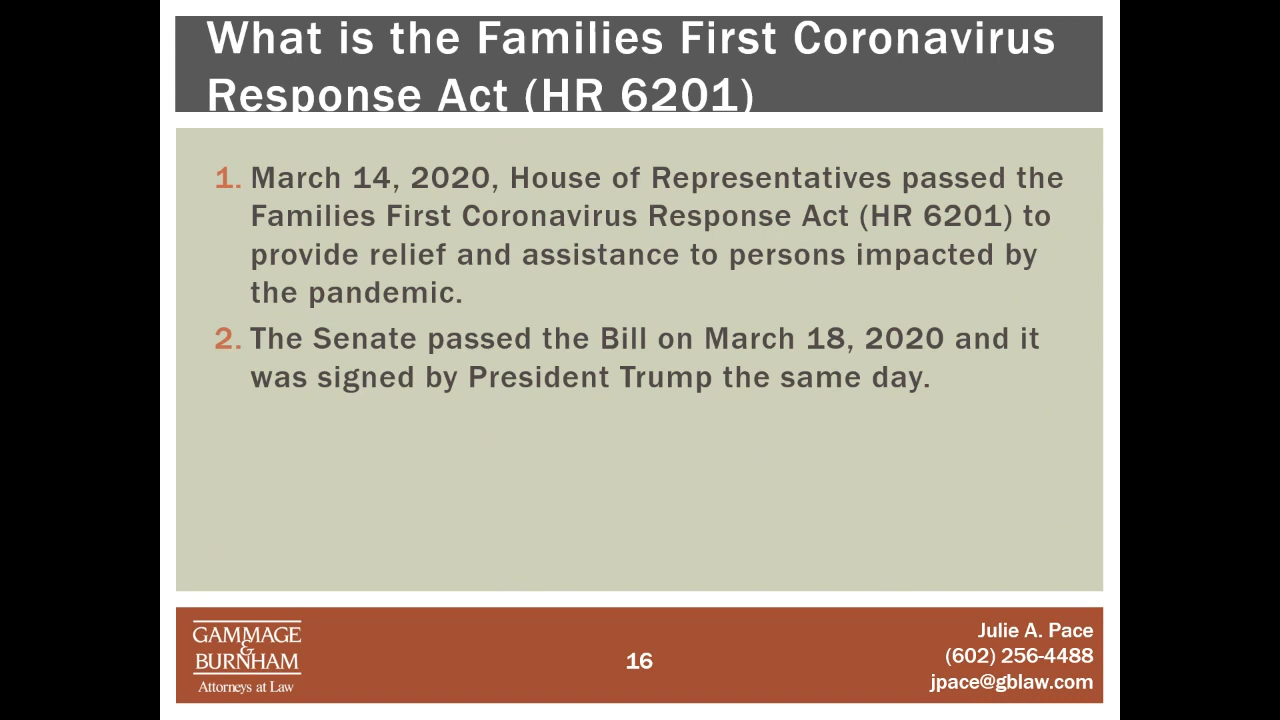 What is the Families First Coronavirus
Response Act (HR 6201)
1. March 14, 2020, House of Representatives passed the
Families First Coronavirus Response Act (HR 6201) to
provide relief and assistance to persons impacted by
the pandemic.
2. The Senate passed the Bill on March 18, 2020 and it
was signed by President Trump the same day.
GAMMAGE
&
BURNHAM
Attorneys at Law
16
Julie A. Pace
(602) 256-4488
jpace@gblaw.com